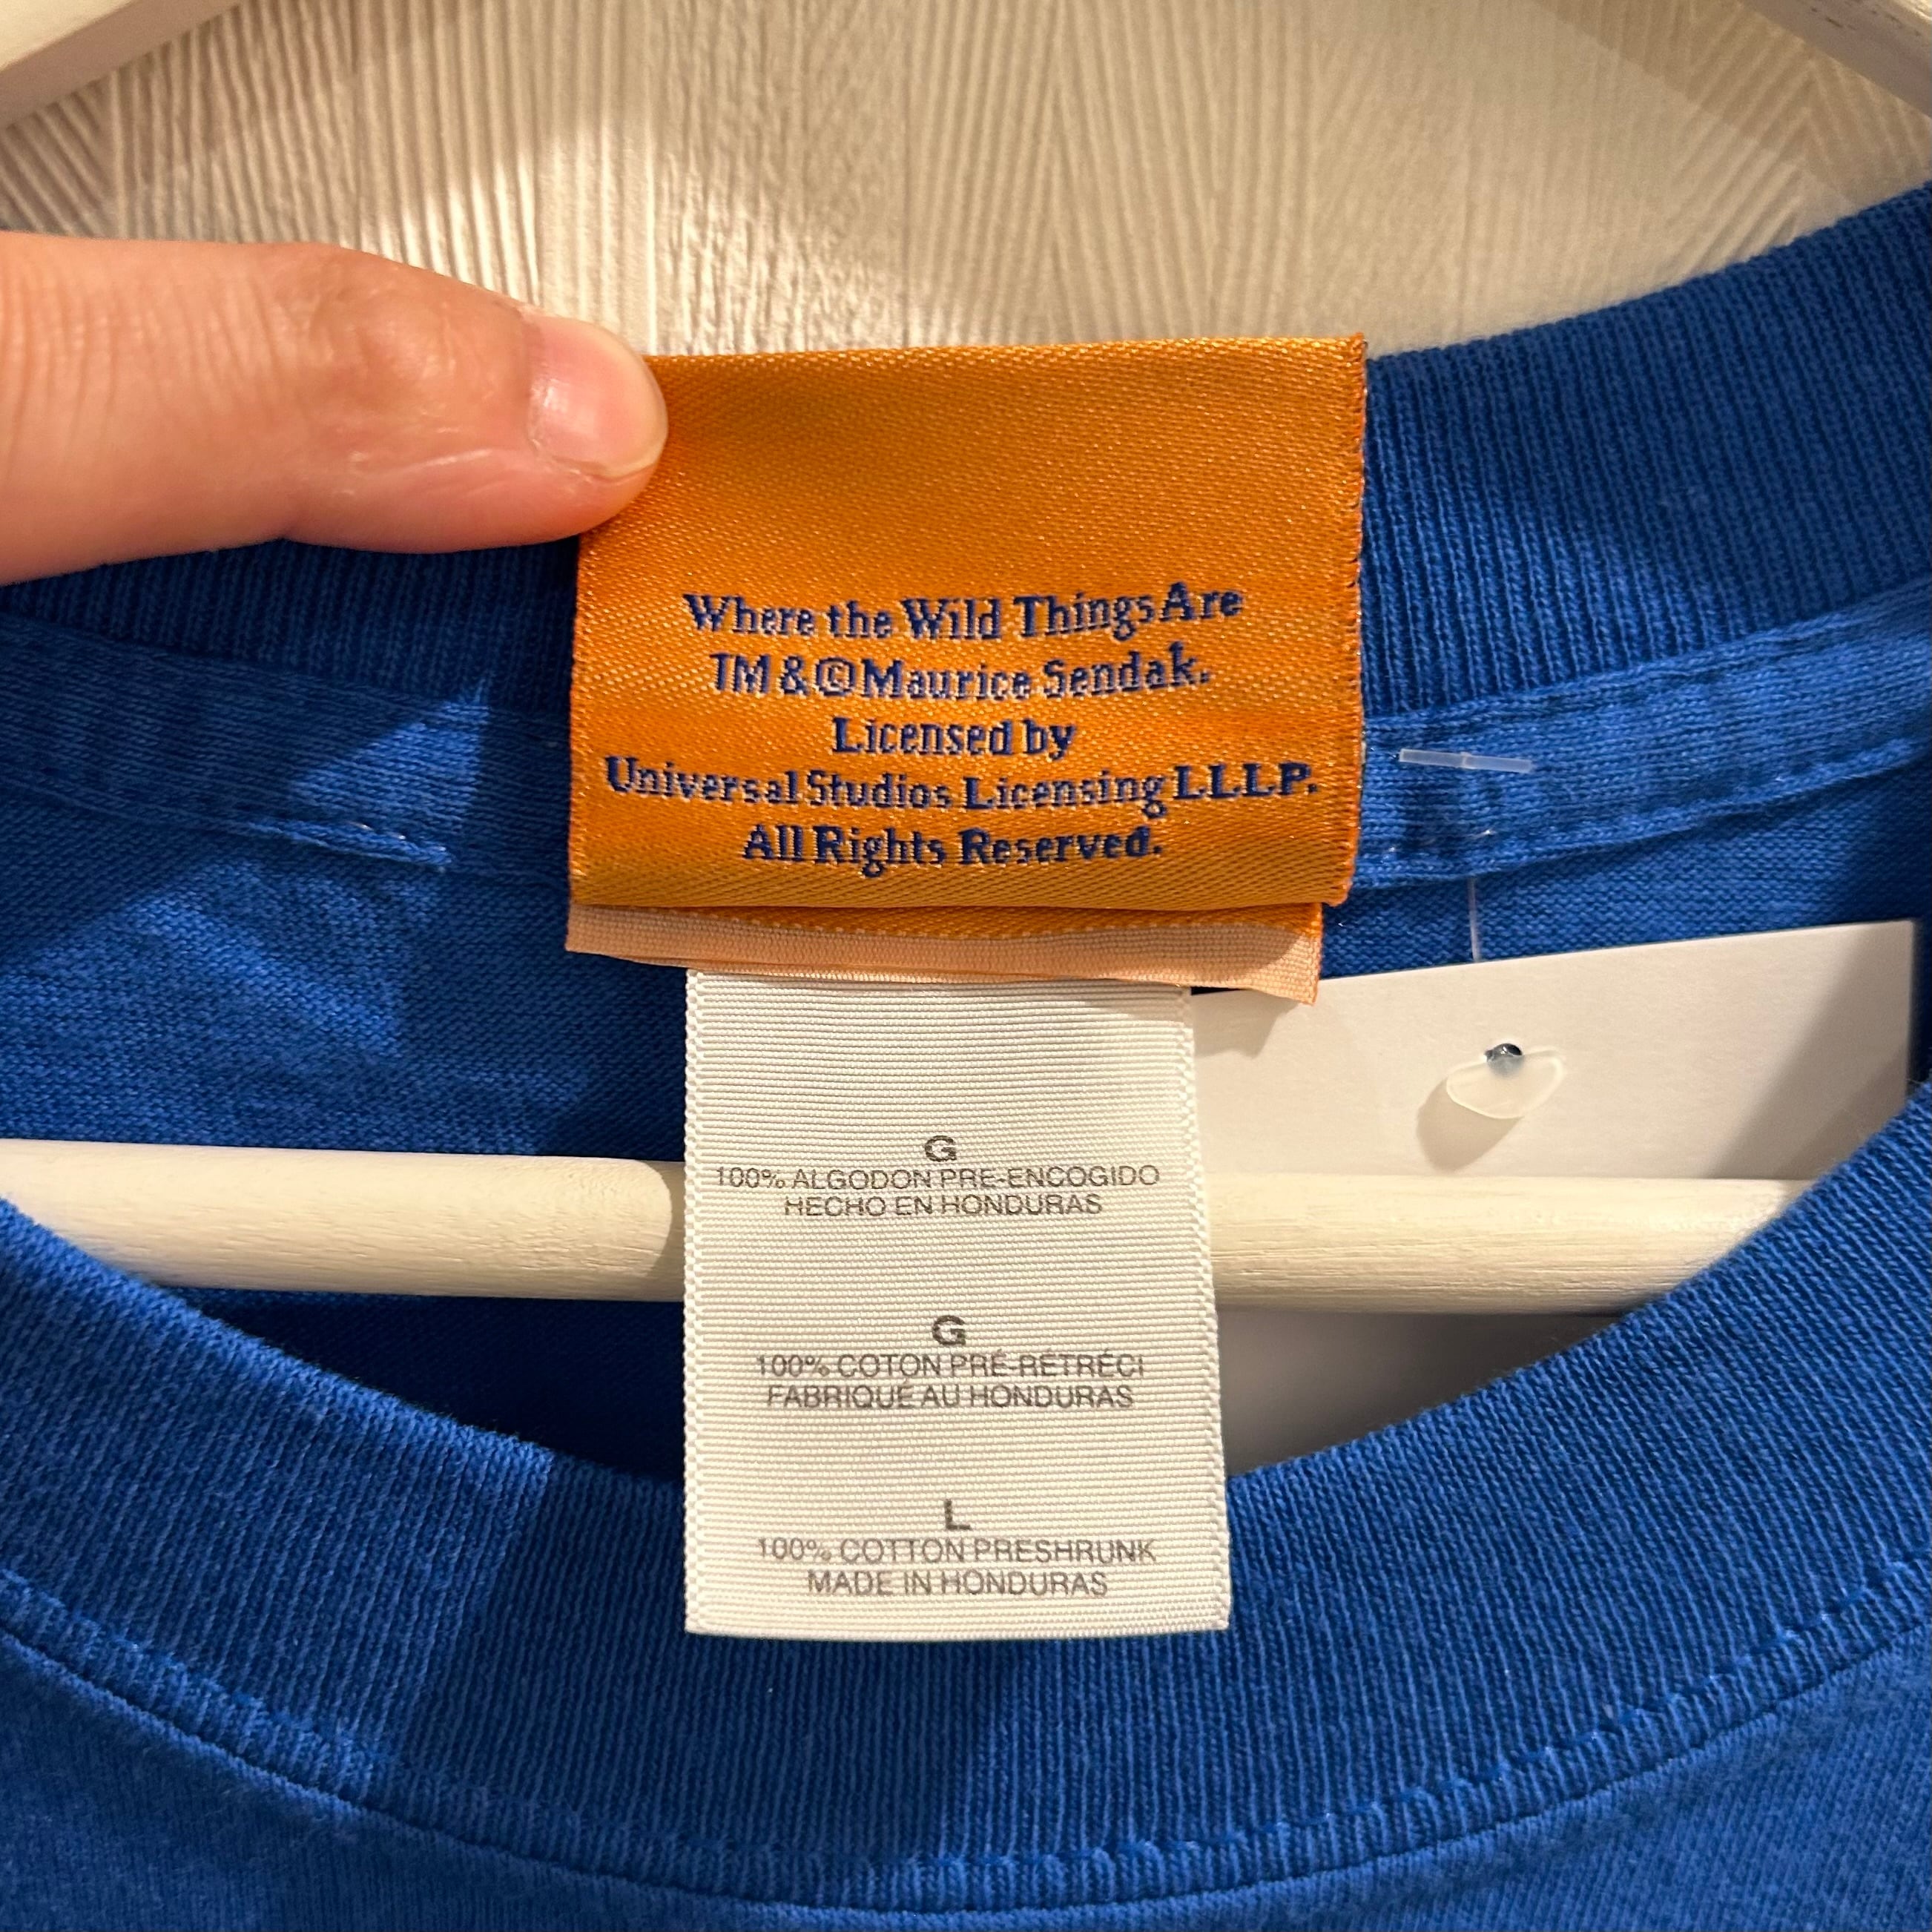 Where the Wild Things Are
TM & © Maurice Sendak.
Licensed by
Universal Studios Licensing LLLP.
All Rights Reserved.
G
100% ALGODON PRE-ENCOGIDO
HECHO EN HONDURAS
G
100% COTON PRÉ-RÉTRÉCI
FABRIQUÉ AU HONDURAS
L
100% COTTON PRESHRUNK
MADE IN HONDURAS